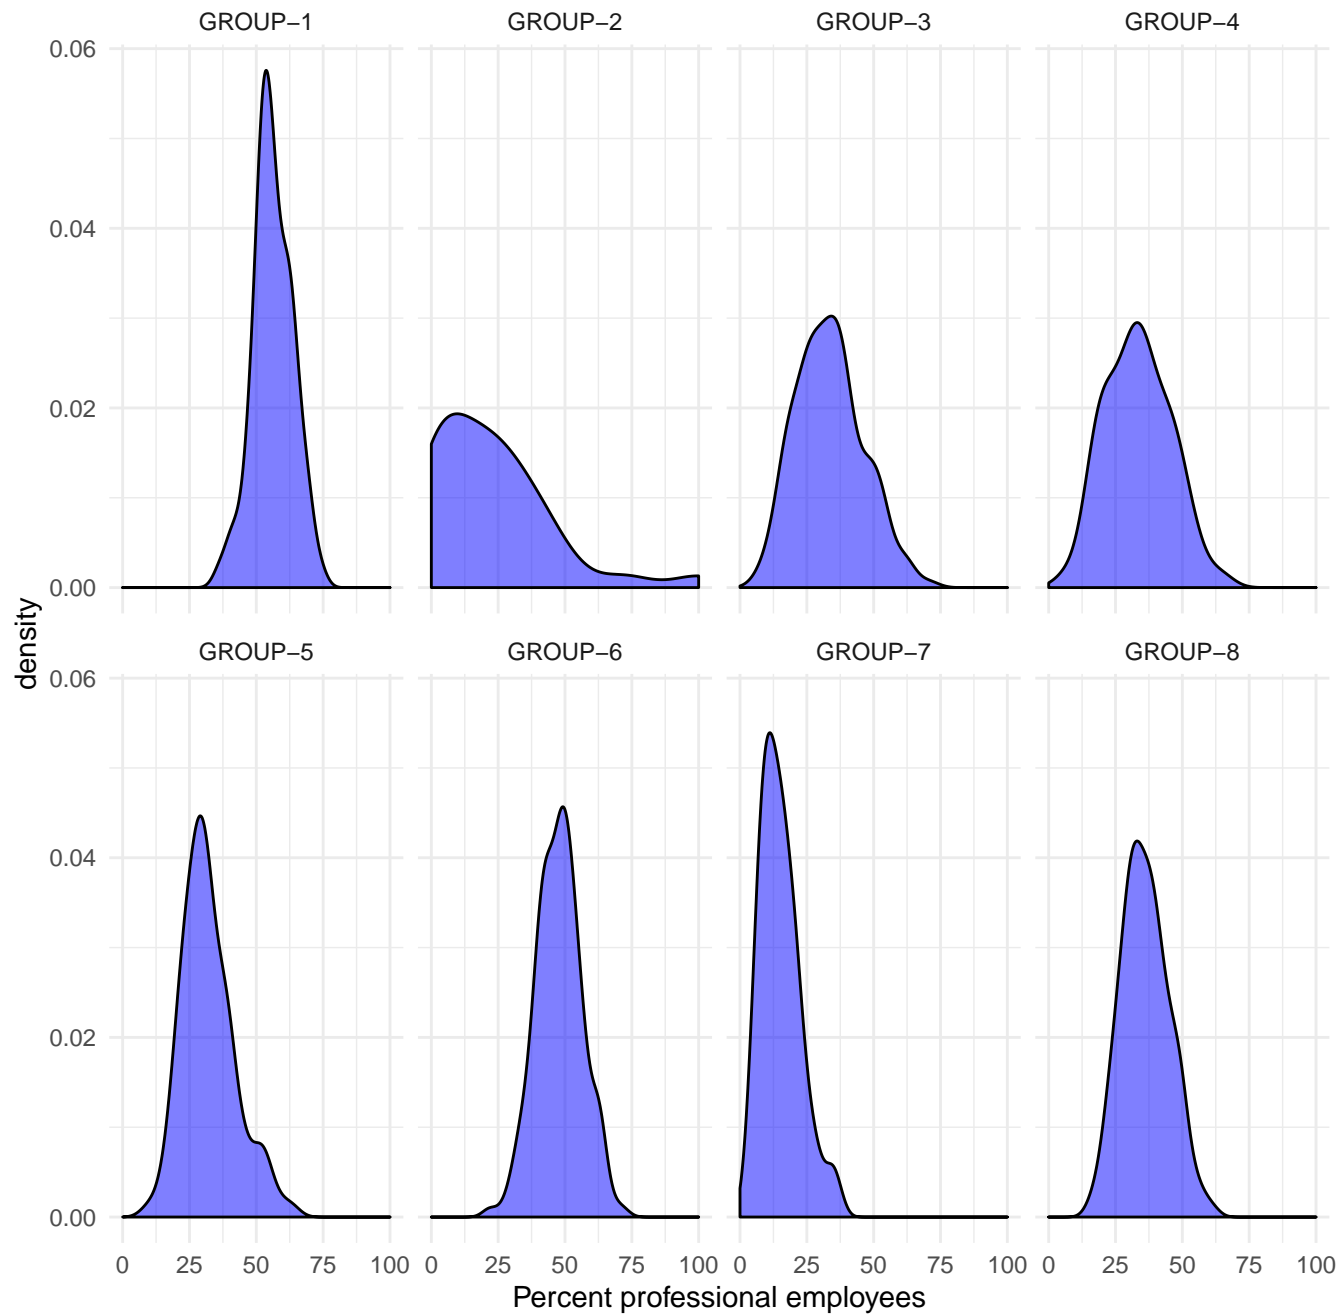 GROUP−1 GROUP−2 GROUP−3 GROUP−4
0.06
0.04
0.02
0.00
density
GROUP−5 GROUP−6 GROUP−7 GROUP−8
0.06
0.04
0.02
0.00
0 25 50 75 100 0 25 50 75 100 0 25 50 75 100 0 25 50 75 100
Percent professional employees